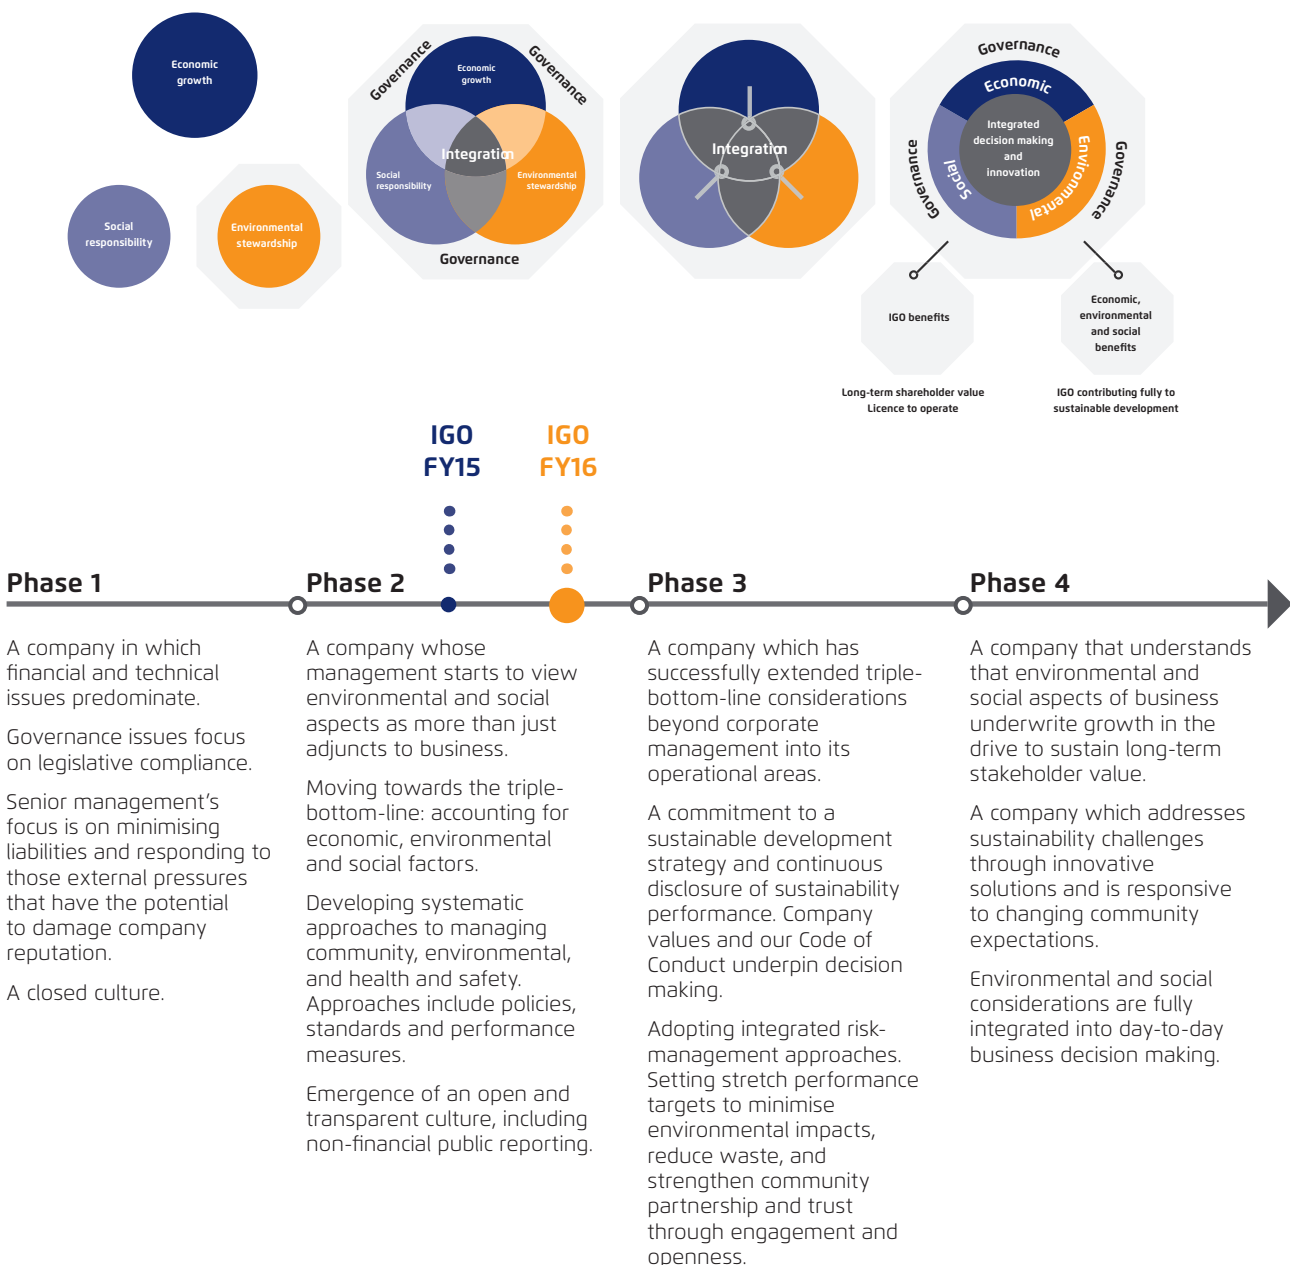 Economic
growth
Social
responsibility
Environmental
stewardship
Governance
Governance
Economic
growth
Integration
Social
responsibility
Environmental
stewardship
Governance
Integration
Governance
Economic
Integrated
decision making
and
innovation
Social
Environmental
Governance
Governance
IGO benefits
Economic,
environmental
and social
benefits
Long-term shareholder value
Licence to operate
IGO contributing fully to
sustainable development
IGO
FY15
IGO
FY16
Phase 1
A company in which
financial and technical
issues predominate.
Governance issues focus
on legislative compliance.
Senior management’s
focus is on minimising
liabilities and responding to
those external pressures
that have the potential
to damage company
reputation.
A closed culture.
Phase 2
A company whose
management starts to view
environmental and social
aspects as more than just
adjuncts to business.
Moving towards the triple-
bottom-line: accounting for
economic, environmental
and social factors.
Developing systematic
approaches to managing
community, environmental,
and health and safety.
Approaches include policies,
standards and performance
measures.
Emergence of an open and
transparent culture, including
non-financial public reporting.
Phase 3
A company which has
successfully extended triple-
bottom-line considerations
beyond corporate
management into its
operational areas.
A commitment to a
sustainable development
strategy and continuous
disclosure of sustainability
performance. Company
values and our Code of
Conduct underpin decision
making.
Adopting integrated risk-
management approaches.
Setting stretch performance
targets to minimise
environmental impacts,
reduce waste, and
strengthen community
partnership and trust
through engagement and
openness.
Phase 4
A company that understands
that environmental and
social aspects of business
underwrite growth in the
drive to sustain long-term
stakeholder value.
A company which addresses
sustainability challenges
through innovative
solutions and is responsive
to changing community
expectations.
Environmental and social
considerations are fully
integrated into day-to-day
business decision making.